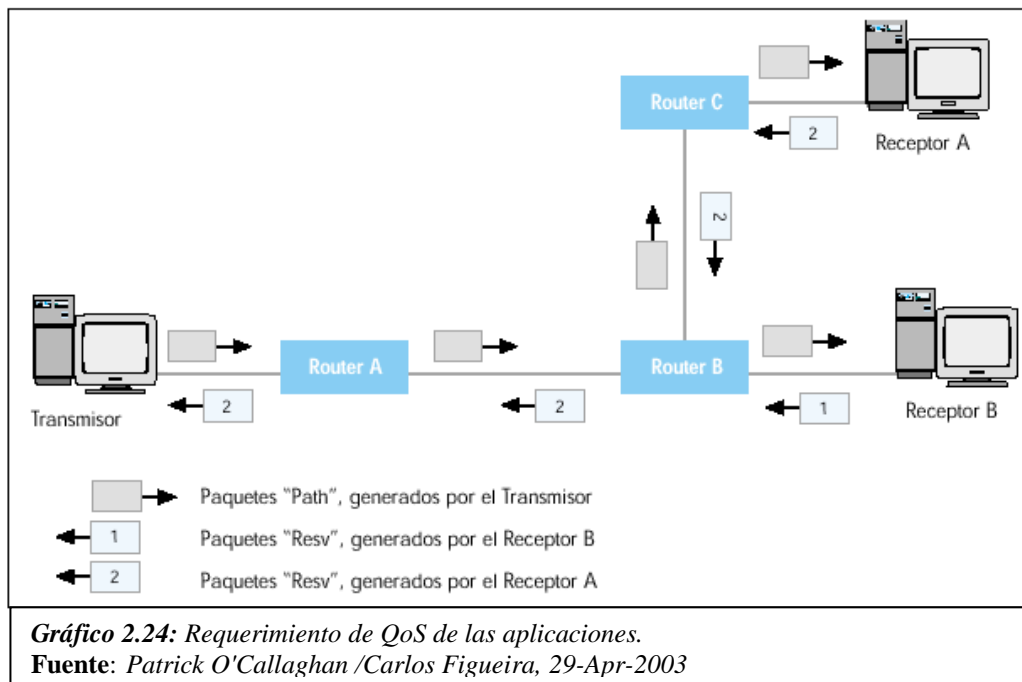 Router C
2
Receptor A
2
Router A
Router B
Transmisor
2
2
1
Receptor B
Paquetes "Path", generados por el Transmisor
1 Paquetes "Resv", generados por el Receptor B
2 Paquetes "Resv", generados por el Receptor A
Gráfico 2.24: Requerimiento de QoS de las aplicaciones.
Fuente: Patrick O'Callaghan /Carlos Figueira, 29-Apr-2003